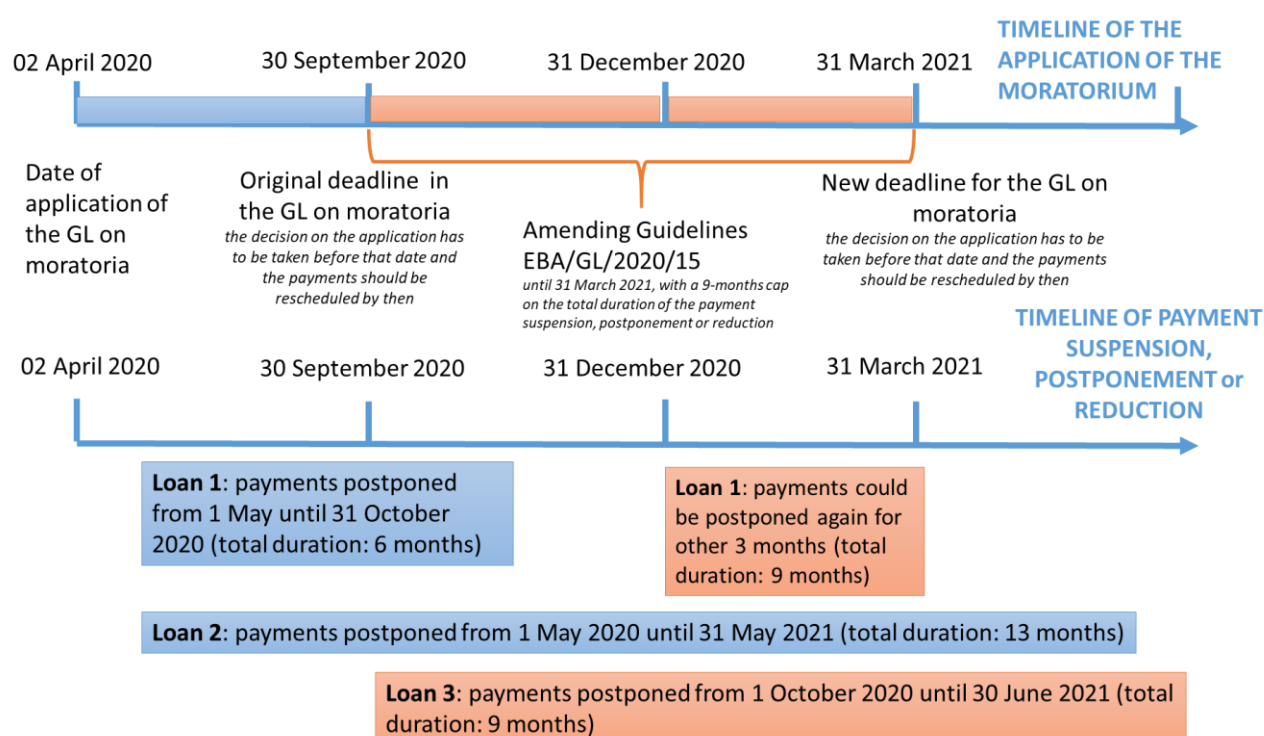 TIMELINE OF THE
APPLICATION OF THE
MORATORIUM
02 April 2020
30 September 2020
31 December 2020
31 March 2021
Date of
application of
the GL on
moratoria
Original deadline in
the GL on moratoria
the decision on the application has
to be taken before that date and
the payments should be
rescheduled by then
Amending Guidelines
EBA/GL/2020/15
until 31 March 2021, with a 9-months cap
on the total duration of the payment
suspension, postponement or reduction
New deadline for the GL on
moratoria
the decision on the application has to be
taken before that date and the payments
should be rescheduled by then
TIMELINE OF PAYMENT
SUSPENSION,
POSTPONEMENT or
REDUCTION
02 April 2020
30 September 2020
31 December 2020
31 March 2021
Loan 1: payments postponed
from 1 May until 31 October
2020 (total duration: 6 months)
Loan 1: payments could
be postponed again for
other 3 months (total
duration: 9 months)
Loan 2: payments postponed from 1 May 2020 until 31 May 2021 (total duration: 13 months)
Loan 3: payments postponed from 1 October 2020 until 30 June 2021 (total
duration: 9 months)